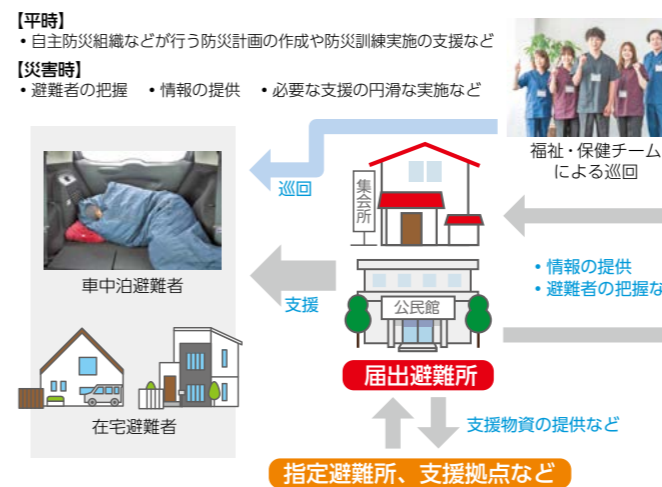 【平時】
・自主防災組織などが行う防災計画の作成や防災訓練実施の支援など
【災害時】
・避難者の把握 ・情報の提供 ・必要な支援の円滑な実施など
福祉・保健チーム
による巡回
巡回
集会所
・情報の提供
・避難者の把握な
車中泊避難者
支援
公民館
届出避難所
在宅避難者
支援物資の提供など
指定避難所、支援拠点など